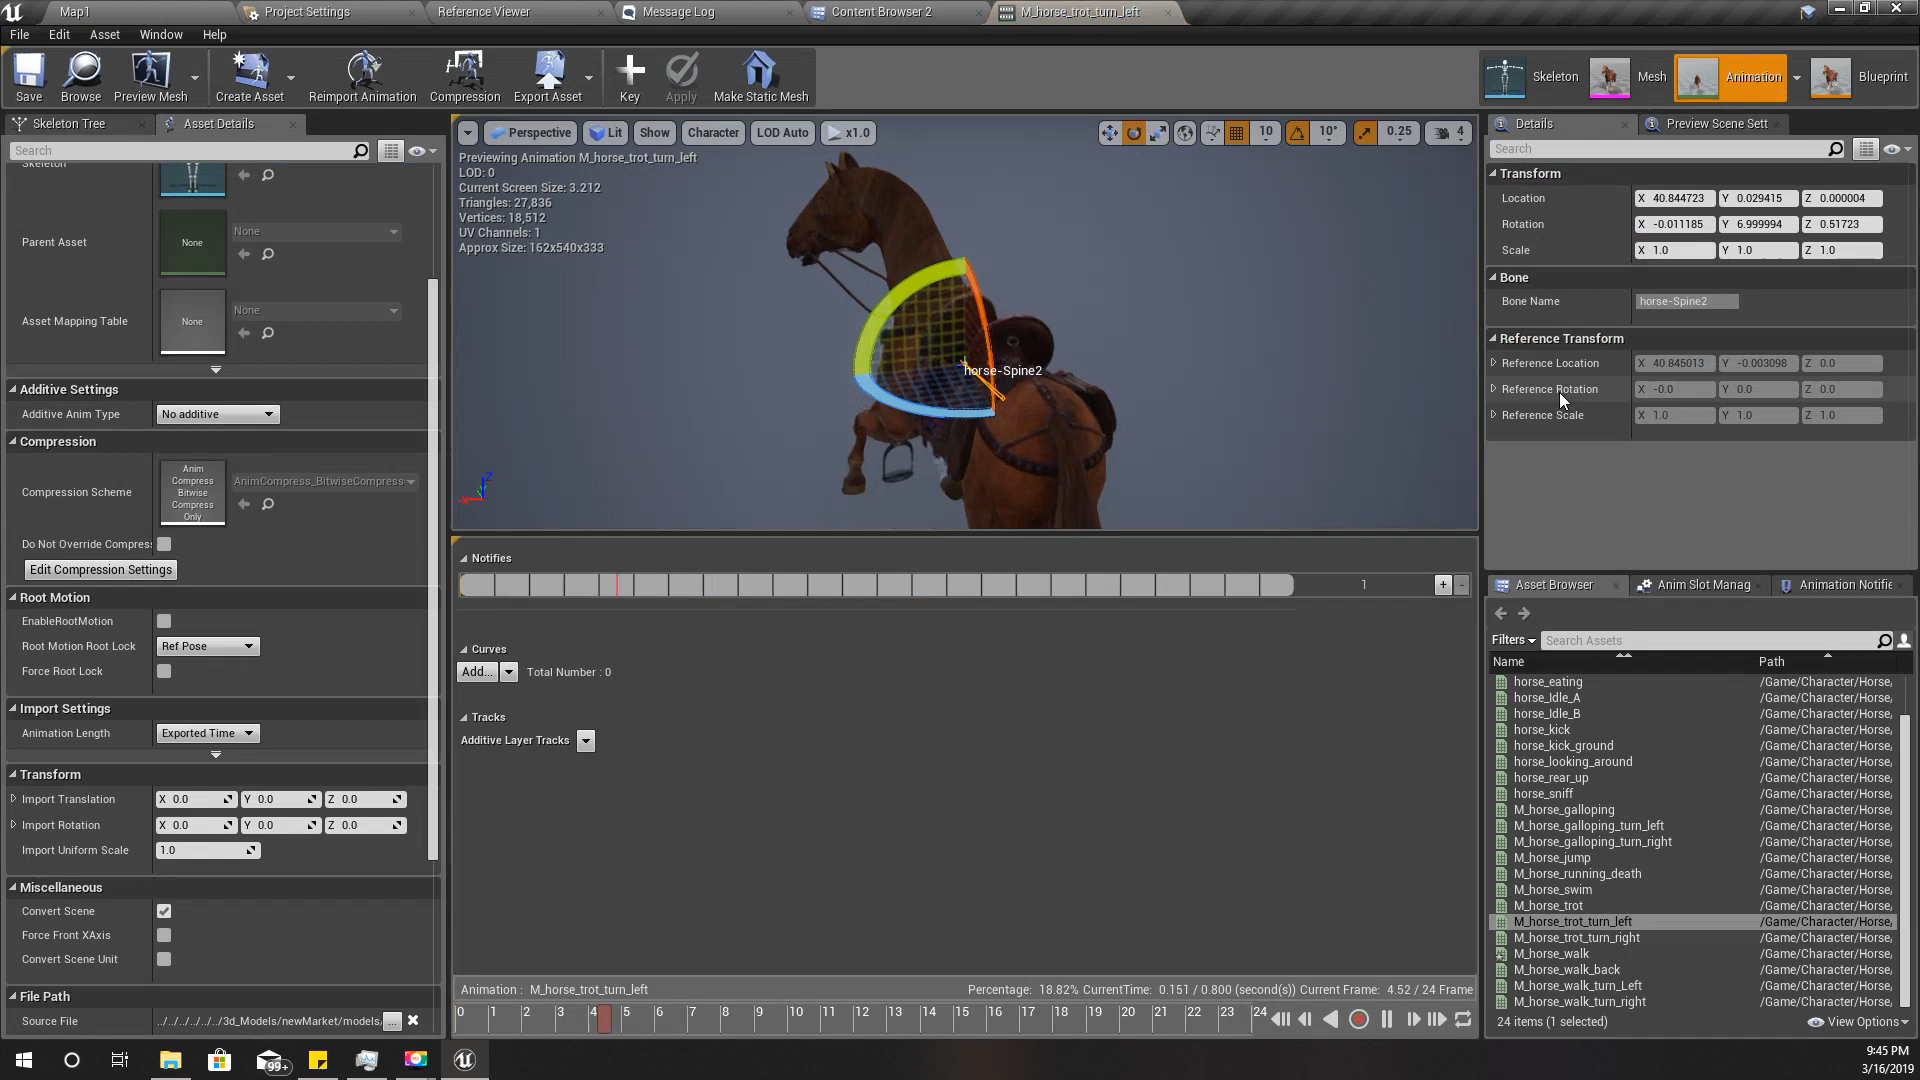 Map1
Project Settings
Reference Viewer
Message Log
Content Browser 2
M_horse_trot_turn_left
File Edit Asset Window Help
Save
Browse
Preview Mesh
Create Asset
Reimport Animation
Compression
Export Asset
Key
Apply
Make Static Mesh
Skeleton
Mesh
Animation
Blueprint
Skeleton Tree
Asset Details
Search
Skeleton
Parent Asset
None
None
Asset Mapping Table
None
None
Additive Settings
Additive Anim Type No additive
Compression
Compression Scheme
Anim
Compress
Bitwise
Compress
Only
AnimCompress_BitwiseCompress
Do Not Override Compres:
Edit Compression Settings
Root Motion
EnableRootMotion
Root Motion Root Lock Ref Pose
Force Root Lock
Import Settings
Animation Length Exported Time
Transform
Import Translation X 0.0 Y 0.0 Z 0.0
Import Rotation X 0.0 Y 0.0 Z 0.0
Import Uniform Scale 1.0
Miscellaneous
Convert Scene
Force Front XAxis
Convert Scene Unit
File Path
Source File ../../../../../../3d_Models/newMarket/models/ ...
Perspective Lit Show Character LOD Auto x1.0
10 10° 0.25 4
Previewing Animation M_horse_trot_turn_left
LOD: 0
Current Screen Size: 3.212
Triangles: 27,836
Vertices: 18,512
UV Channels: 1
Approx Size: 162x540x333
horse-Spine2
Z
X
Notifies
1 + -
Curves
Add... Total Number : 0
Tracks
Additive Layer Tracks
Animation : M_horse_trot_turn_left Percentage: 18.82% CurrentTime: 0.151 / 0.800 (second(s)) Current Frame: 4.52 / 24 Frame
0 1 2 3 4 5 6 7 8 9 10 11 12 13 14 15 16 17 18 19 20 21 22 23 24
Details
Preview Scene Sett
Search
Transform
Location X 40.844723 Y 0.029415 Z 0.000004
Rotation X -0.011185 Y 6.999994 Z 0.51723
Scale X 1.0 Y 1.0 Z 1.0
Bone
Bone Name horse-Spine2
Reference Transform
Reference Location X 40.845013 Y -0.003098 Z 0.0
Reference Rotation X -0.0 Y 0.0 Z 0.0
Reference Scale X 1.0 Y 1.0 Z 1.0
Asset Browser
Anim Slot Manag
Animation Notifie
Filters Search Assets
Name Path
horse_eating /Game/Character/Horse,
horse_Idle_A /Game/Character/Horse,
horse_Idle_B /Game/Character/Horse,
horse_kick /Game/Character/Horse,
horse_kick_ground /Game/Character/Horse,
horse_looking_around /Game/Character/Horse,
horse_rear_up /Game/Character/Horse,
horse_sniff /Game/Character/Horse,
M_horse_galloping /Game/Character/Horse,
M_horse_galloping_turn_left /Game/Character/Horse,
M_horse_galloping_turn_right /Game/Character/Horse,
M_horse_jump /Game/Character/Horse,
M_horse_running_death /Game/Character/Horse,
M_horse_swim /Game/Character/Horse,
M_horse_trot /Game/Character/Horse,
M_horse_trot_turn_left /Game/Character/Horse,
M_horse_trot_turn_right /Game/Character/Horse,
M_horse_walk /Game/Character/Horse,
M_horse_walk_back /Game/Character/Horse,
M_horse_walk_turn_Left /Game/Character/Horse,
M_horse_walk_turn_right /Game/Character/Horse,
24 items (1 selected) View Options
99+
9:45 PM
3/16/2019